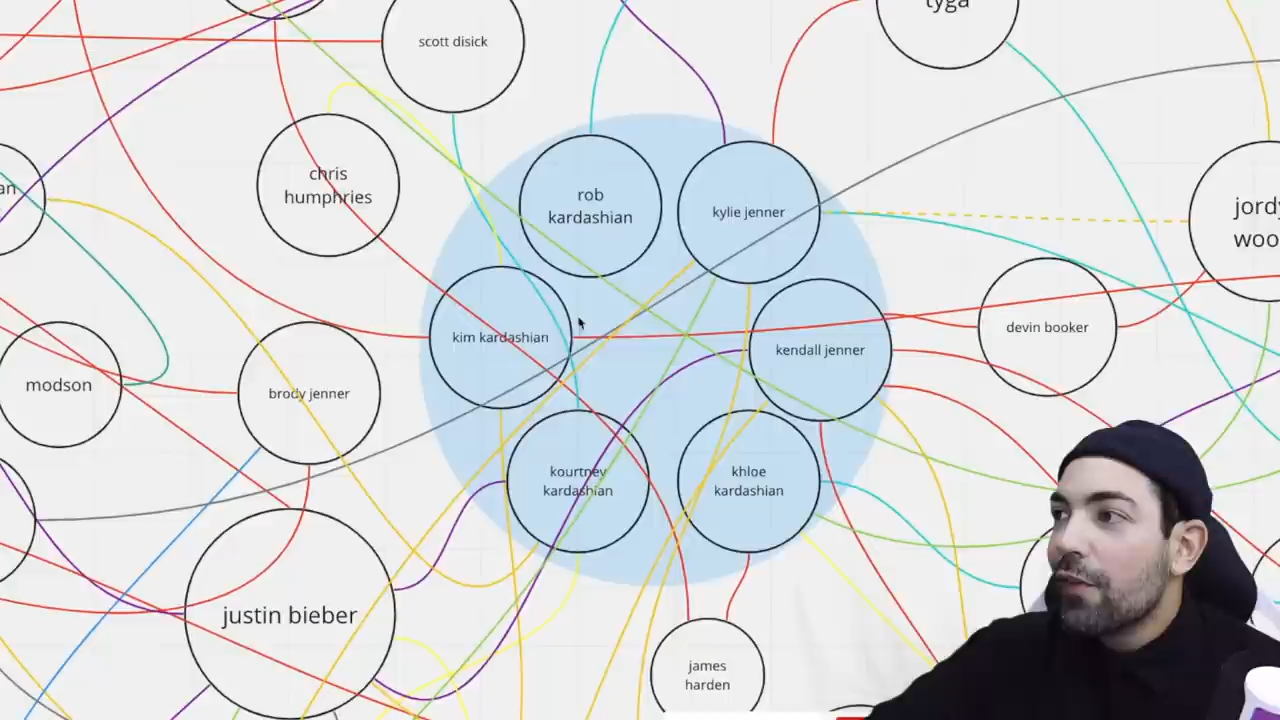 tyga
scott disick
chris
humphries
rob
kardashian
kylie jenner
jordy
woo
kim kardashian
kendall jenner
devin booker
modson
brody jenner
kourtney
kardashian
khloe
kardashian
justin bieber
james
harden